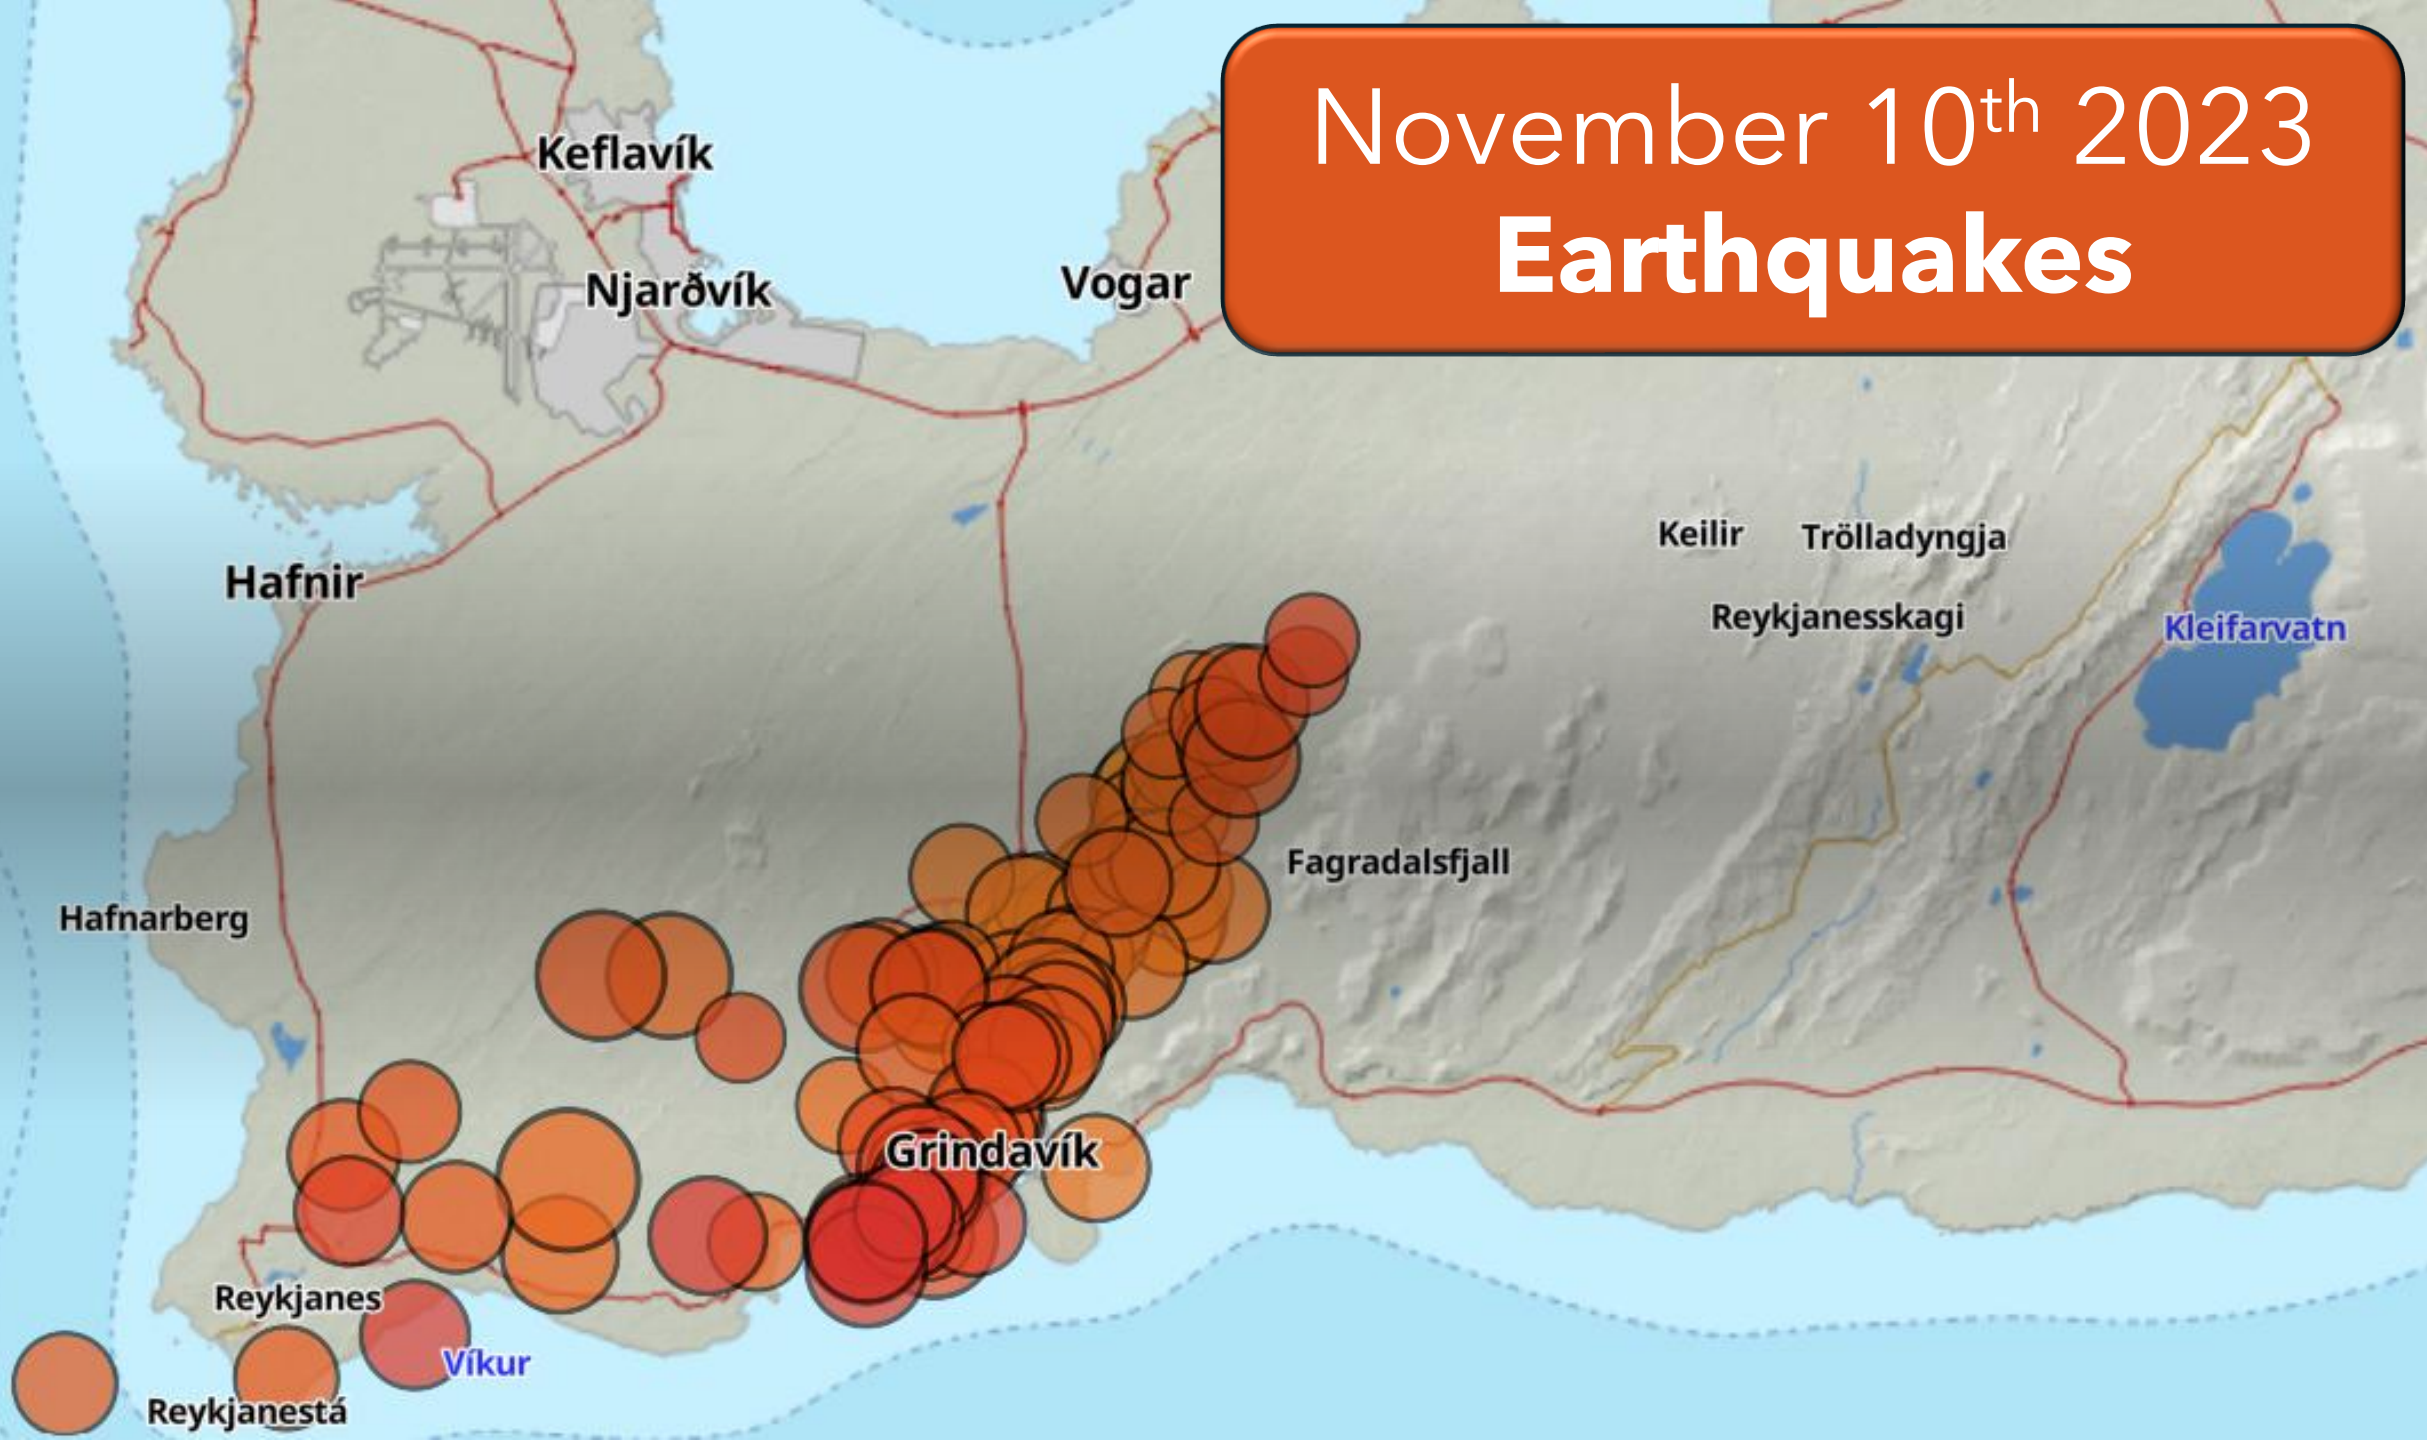 November 10th 2023
Earthquakes
Keflavík
Njarðvík
Vogar
Hafnir
Keilir
Trölladyngja
Reykjanesskagi
Kleifarvatn
Fagradalsfjall
Hafnarberg
Grindavík
Reykjanes
Víkur
Reykjanestá